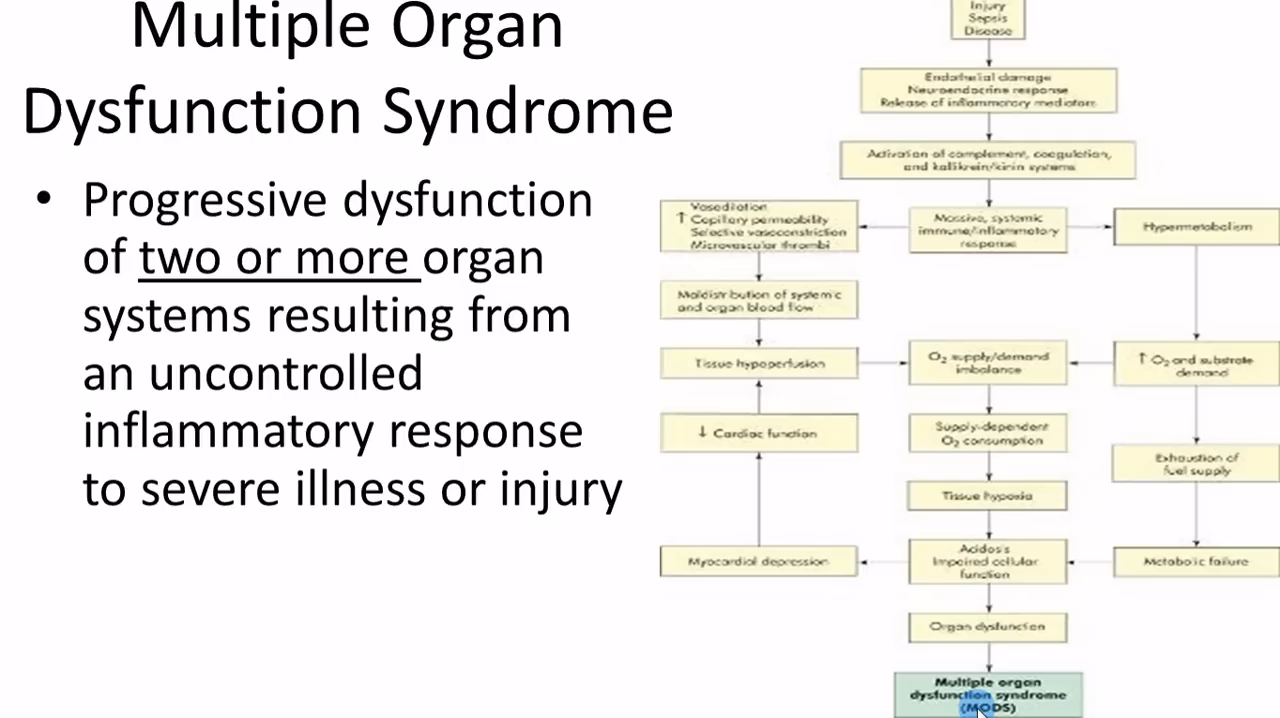 Multiple Organ
Dysfunction Syndrome
• Progressive dysfunction
of two or more organ
systems resulting from
an uncontrolled
inflammatory response
to severe illness or injury
Injury
Sepsis
Disease
Endothelial damage
Neuroendocrine response
Release of inflammatory mediators
Activation of complement, coagulation,
and kallikrein/kinin systems
Vasodilation
↑ Capillary permeability
Selective vasoconstriction
Microvascular thrombi
Massive, systemic
immune/inflammatory
response
Hypermetabolism
Maldistribution of systemic
and organ blood flow
Tissue hypoperfusion
O₂ supply/demand
imbalance
↑ O₂ and substrate
demand
↓ Cardiac function
Supply-dependent
O₂ consumption
Exhaustion of
fuel supply
Tissue hypoxia
Myocardial depression
Acidosis
Impaired cellular
function
Metabolic failure
Organ dysfunction
Multiple organ
dysfunction syndrome
(MODS)